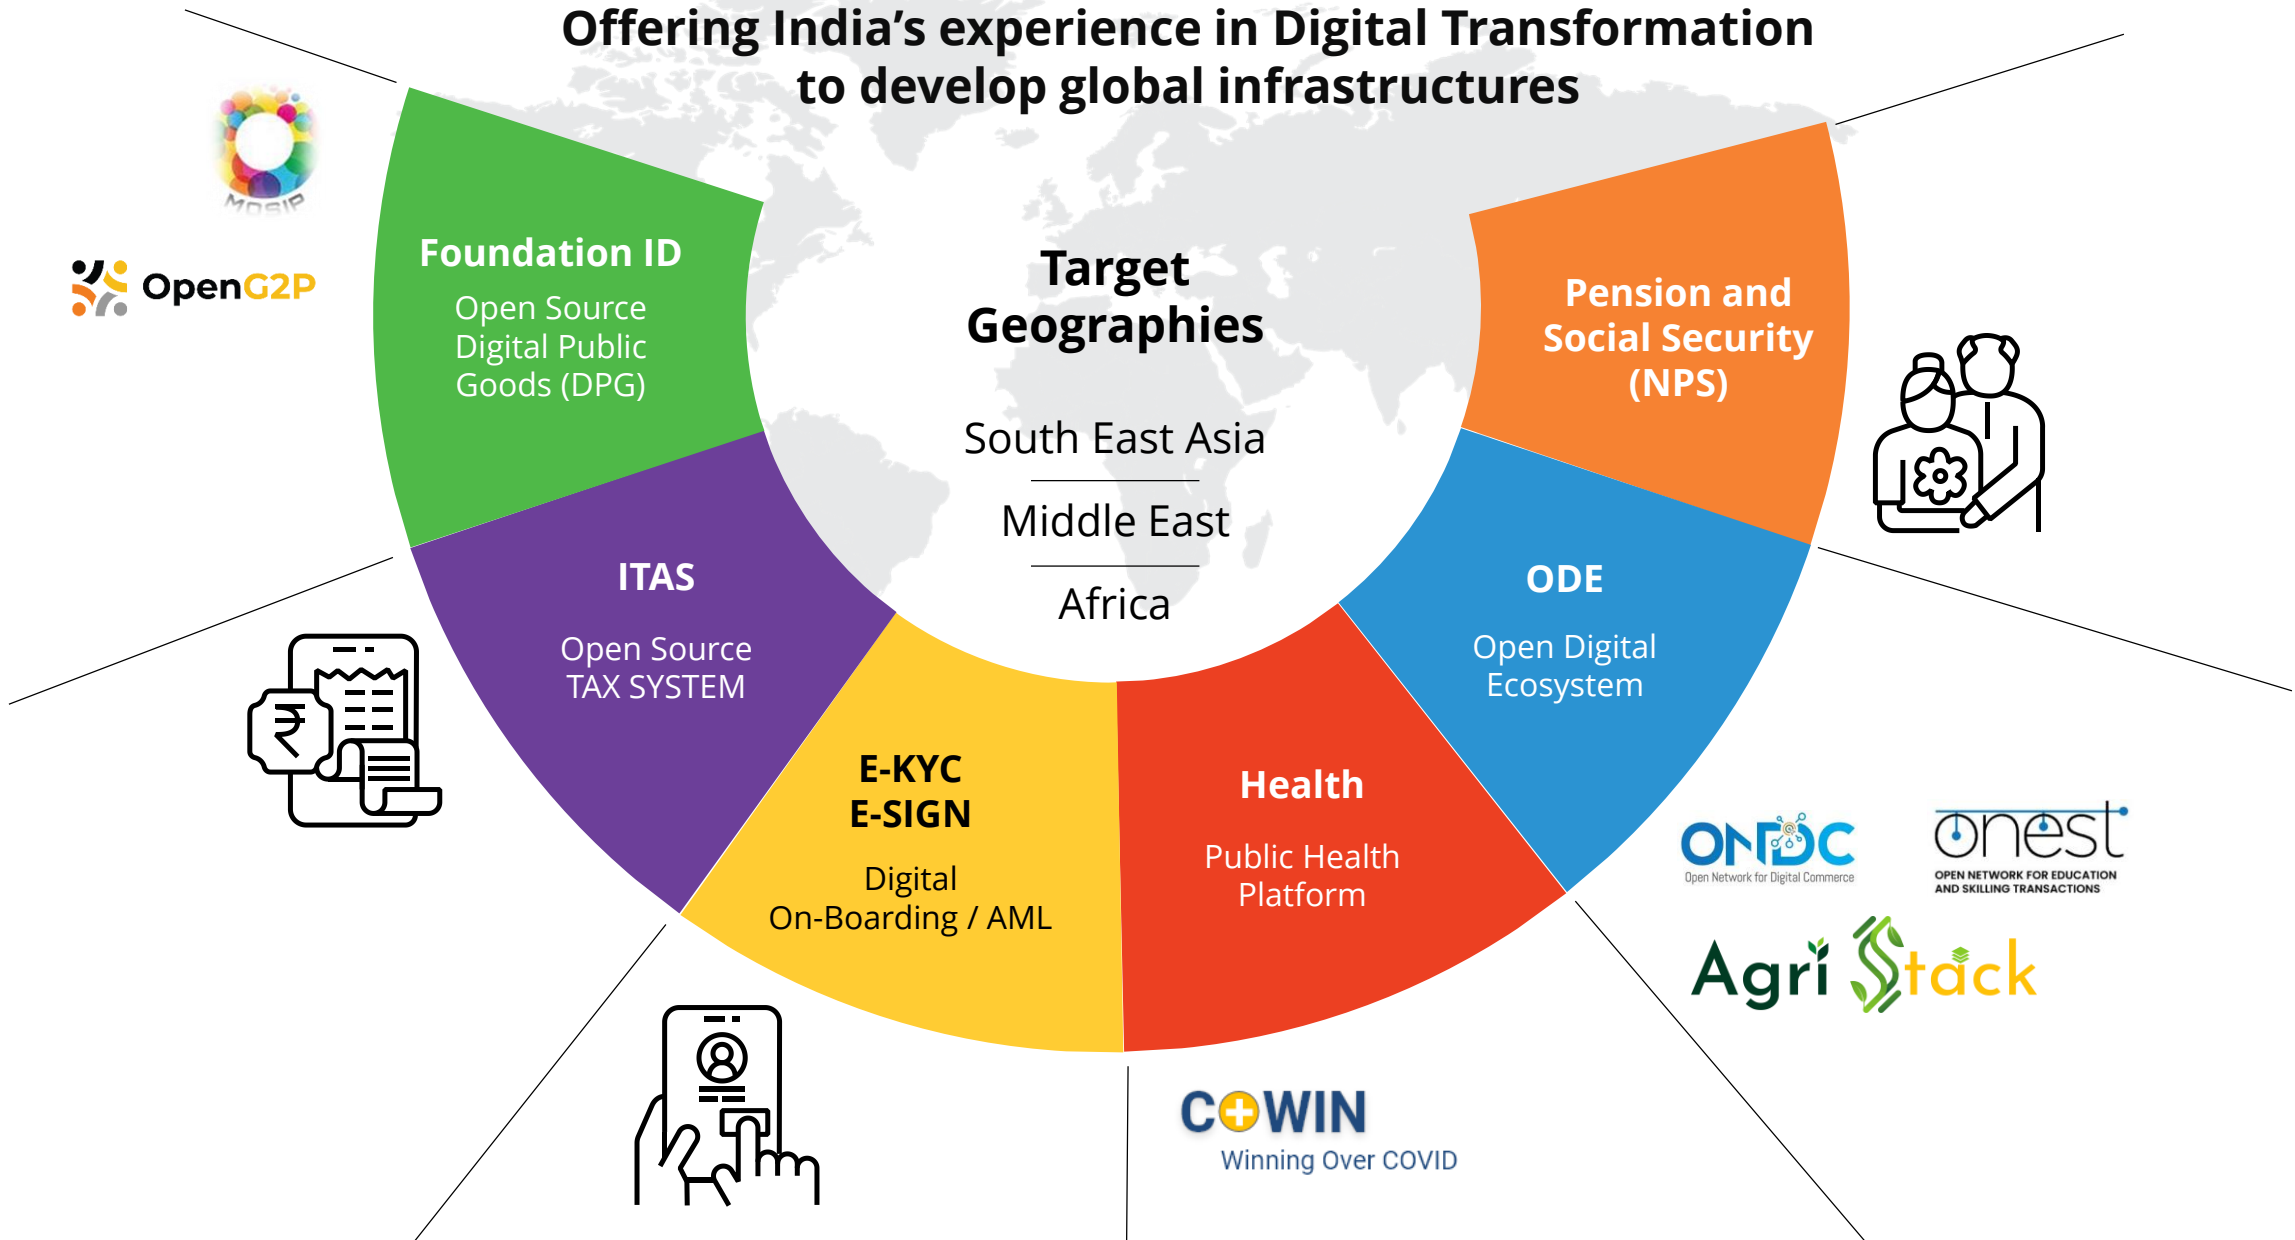 Offering India’s experience in Digital Transformation
to develop global infrastructures
MOSIP
OpenG2P
Foundation ID
Open Source
Digital Public
Goods (DPG)
ITAS
Open Source
TAX SYSTEM
₹
E-KYC
E-SIGN
Digital
On-Boarding / AML
Health
Public Health
Platform
COWIN
Winning Over COVID
ODE
Open Digital
Ecosystem
ONDC
Open Network for Digital Commerce
onest
OPEN NETWORK FOR EDUCATION
AND SKILLING TRANSACTIONS
Agri Stack
Pension and
Social Security
(NPS)
Target
Geographies
South East Asia
Middle East
Africa